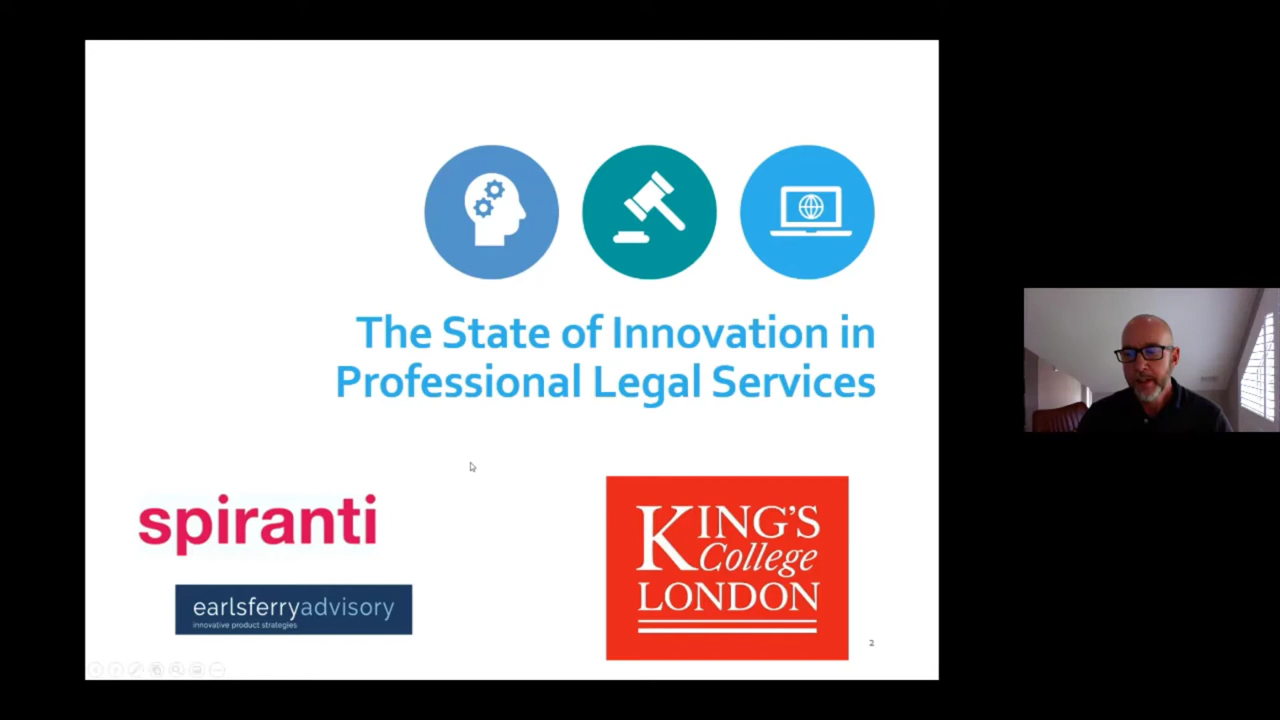 The State of Innovation in
Professional Legal Services
spiranti
earlsferryadvisory
innovative product strategies
KING'S
College
LONDON
2